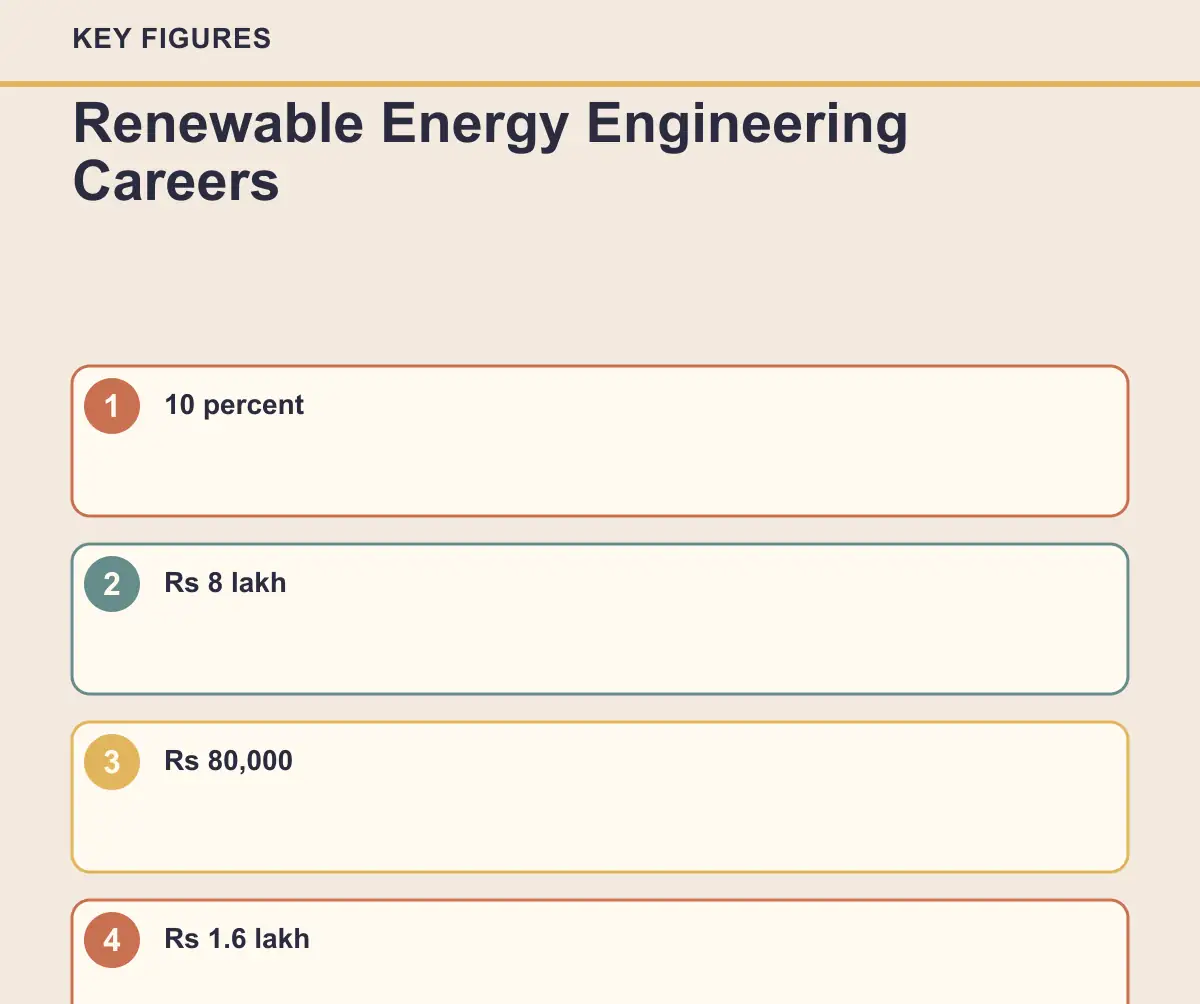 KEY FIGURES
Renewable Energy Engineering
Careers
1 10 percent
2 Rs 8 lakh
3 Rs 80,000
4 Rs 1.6 lakh